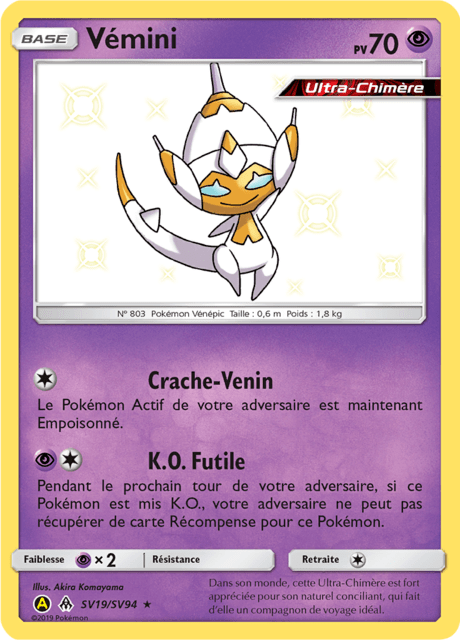 BASE Vémini PV70
Ultra-Chimère
N° 803 Pokémon Vénépic Taille : 0,6 m Poids : 1,8 kg
Crache-Venin
Le Pokémon Actif de votre adversaire est maintenant
Empoisonné.
K.O. Futile
Pendant le prochain tour de votre adversaire, si ce
Pokémon est mis K.O., votre adversaire ne peut pas
récupérer de carte Récompense pour ce Pokémon.
Faiblesse ×2 Résistance Retraite
Illus. Akira Komayama
A SV19/SV94 ★
©2019 Pokémon
Dans son monde, cette Ultra-Chimère est fort
appréciée pour son naturel conciliant, qui fait
d'elle un compagnon de voyage idéal.